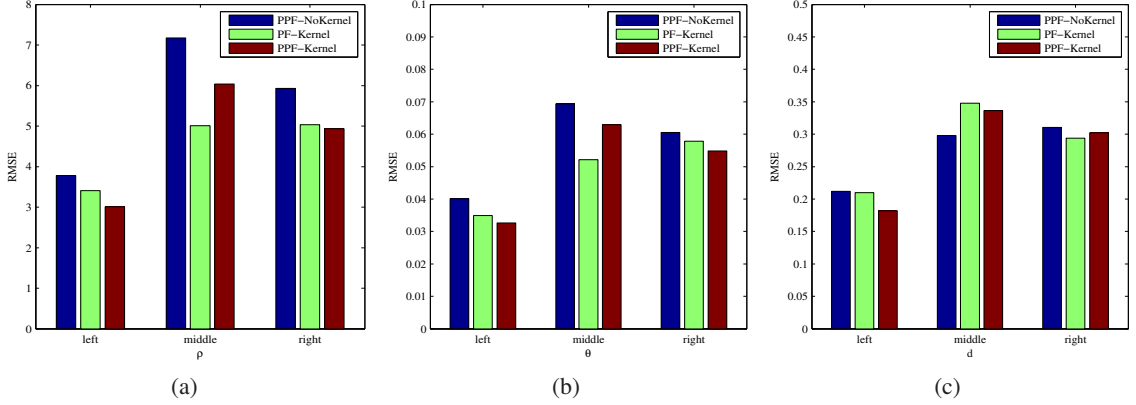 8
7
6
5
4
3
2
1
0
RMSE
PPF−NoKernel
PF−Kernel
PPF−Kernel
left middle right
ρ
(a)
0.1
0.09
0.08
0.07
0.06
0.05
0.04
0.03
0.02
0.01
0
RMSE
PPF−NoKernel
PF−Kernel
PPF−Kernel
left middle right
θ
(b)
0.5
0.45
0.4
0.35
0.3
0.25
0.2
0.15
0.1
0.05
0
RMSE
PPF−NoKernel
PF−Kernel
PPF−Kernel
left middle right
d
(c)